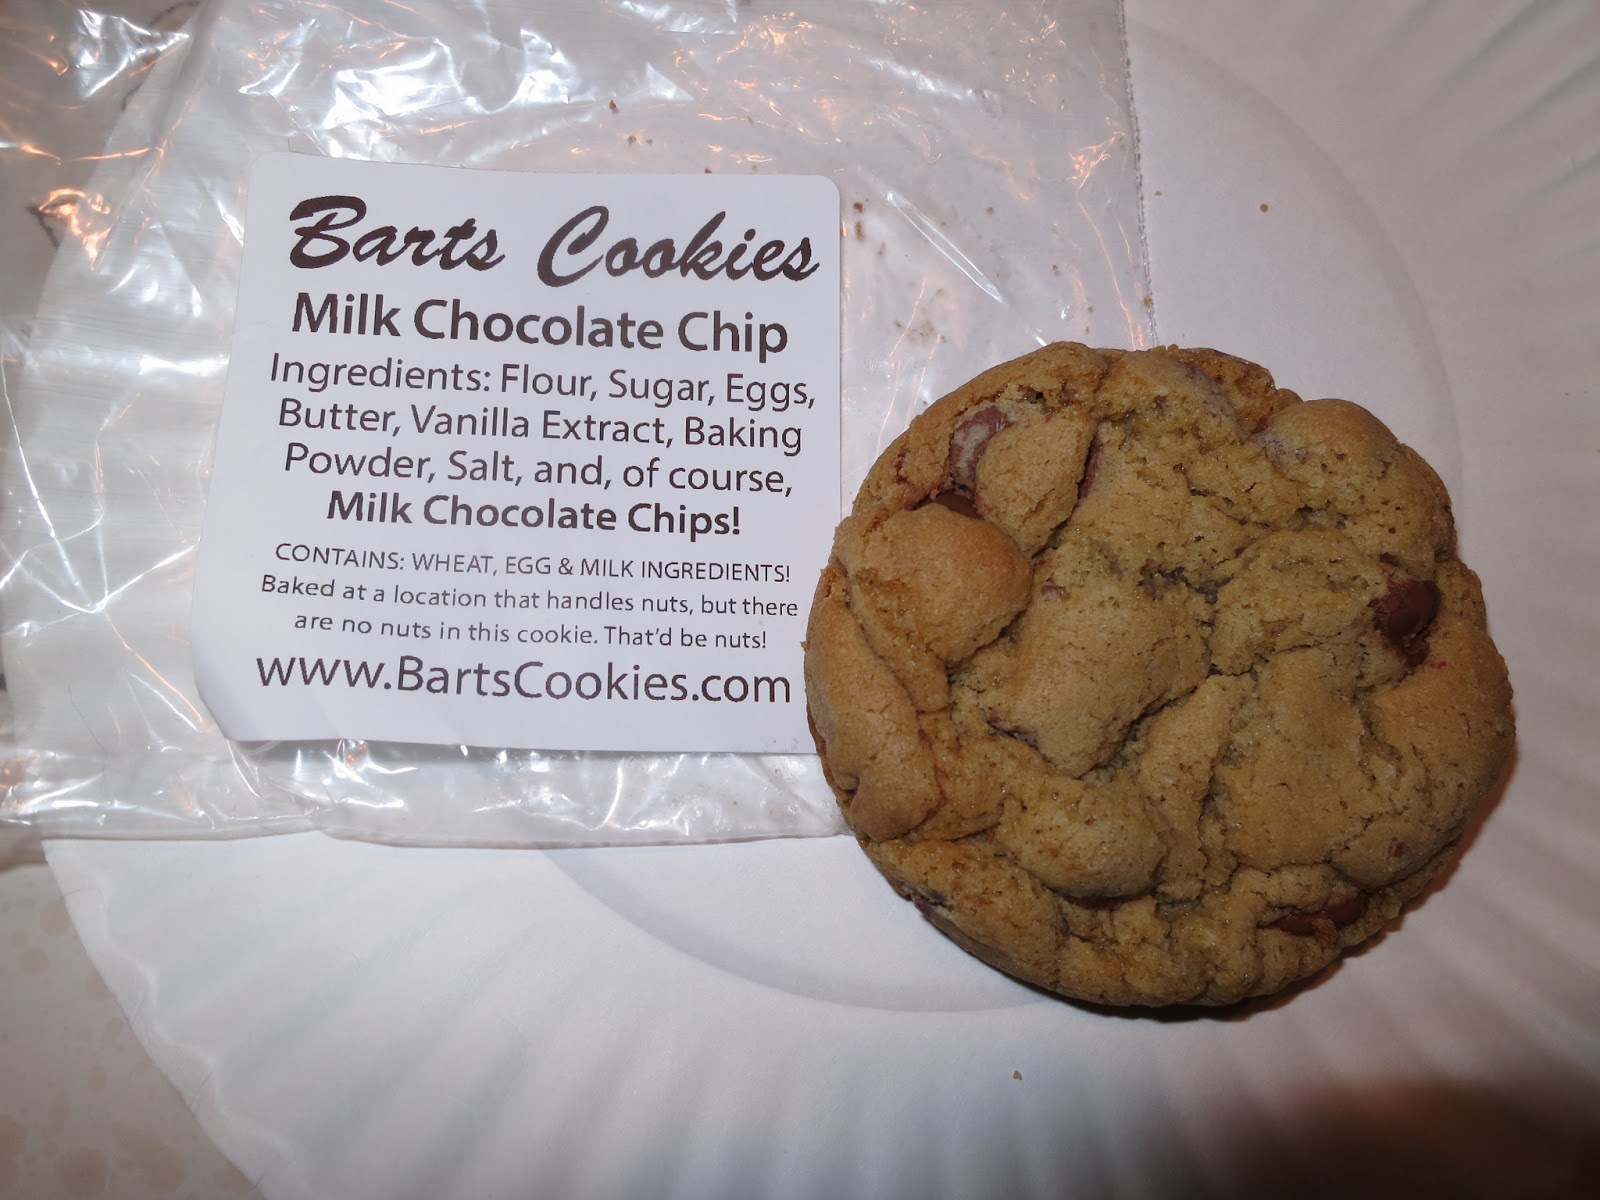 Barts Cookies
Milk Chocolate Chip
Ingredients: Flour, Sugar, Eggs,
Butter, Vanilla Extract, Baking
Powder, Salt, and, of course,
Milk Chocolate Chips!
CONTAINS: WHEAT, EGG & MILK INGREDIENTS!
Baked at a location that handles nuts, but there
are no nuts in this cookie. That'd be nuts!
www.BartsCookies.com